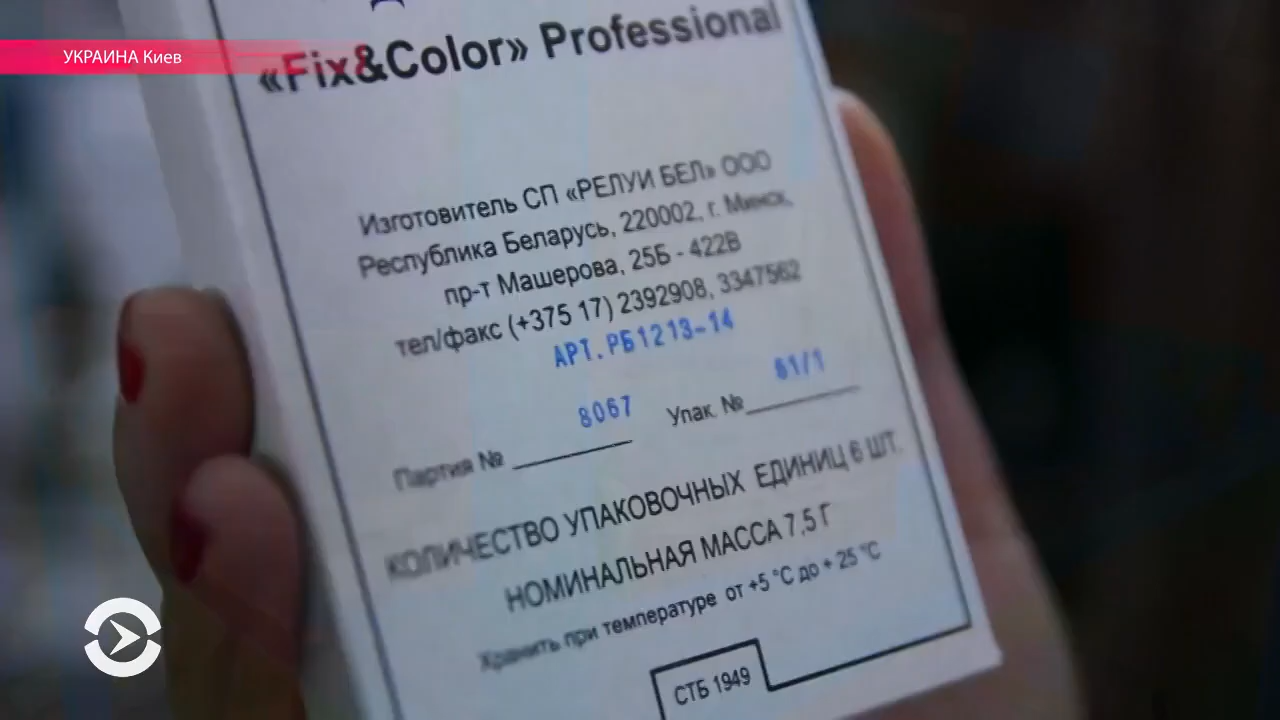 УКРАИНА Киев
«Fix&Color» Professional
Изготовитель СП «РЕЛУИ БЕЛ» ООО
Республика Беларусь, 220002, г. Минск,
пр-т Машерова, 25Б - 422В
тел/факс (+375 17) 2392908, 3347562
АРТ.РБ1213-14
8067 61/1
Партия № Упак. №
КОЛИЧЕСТВО УПАКОВОЧНЫХ ЕДИНИЦ 6 ШТ.
НОМИНАЛЬНАЯ МАССА 7,5 Г
Хранить при температуре от +5 °С до + 25 °С
СТБ 1949